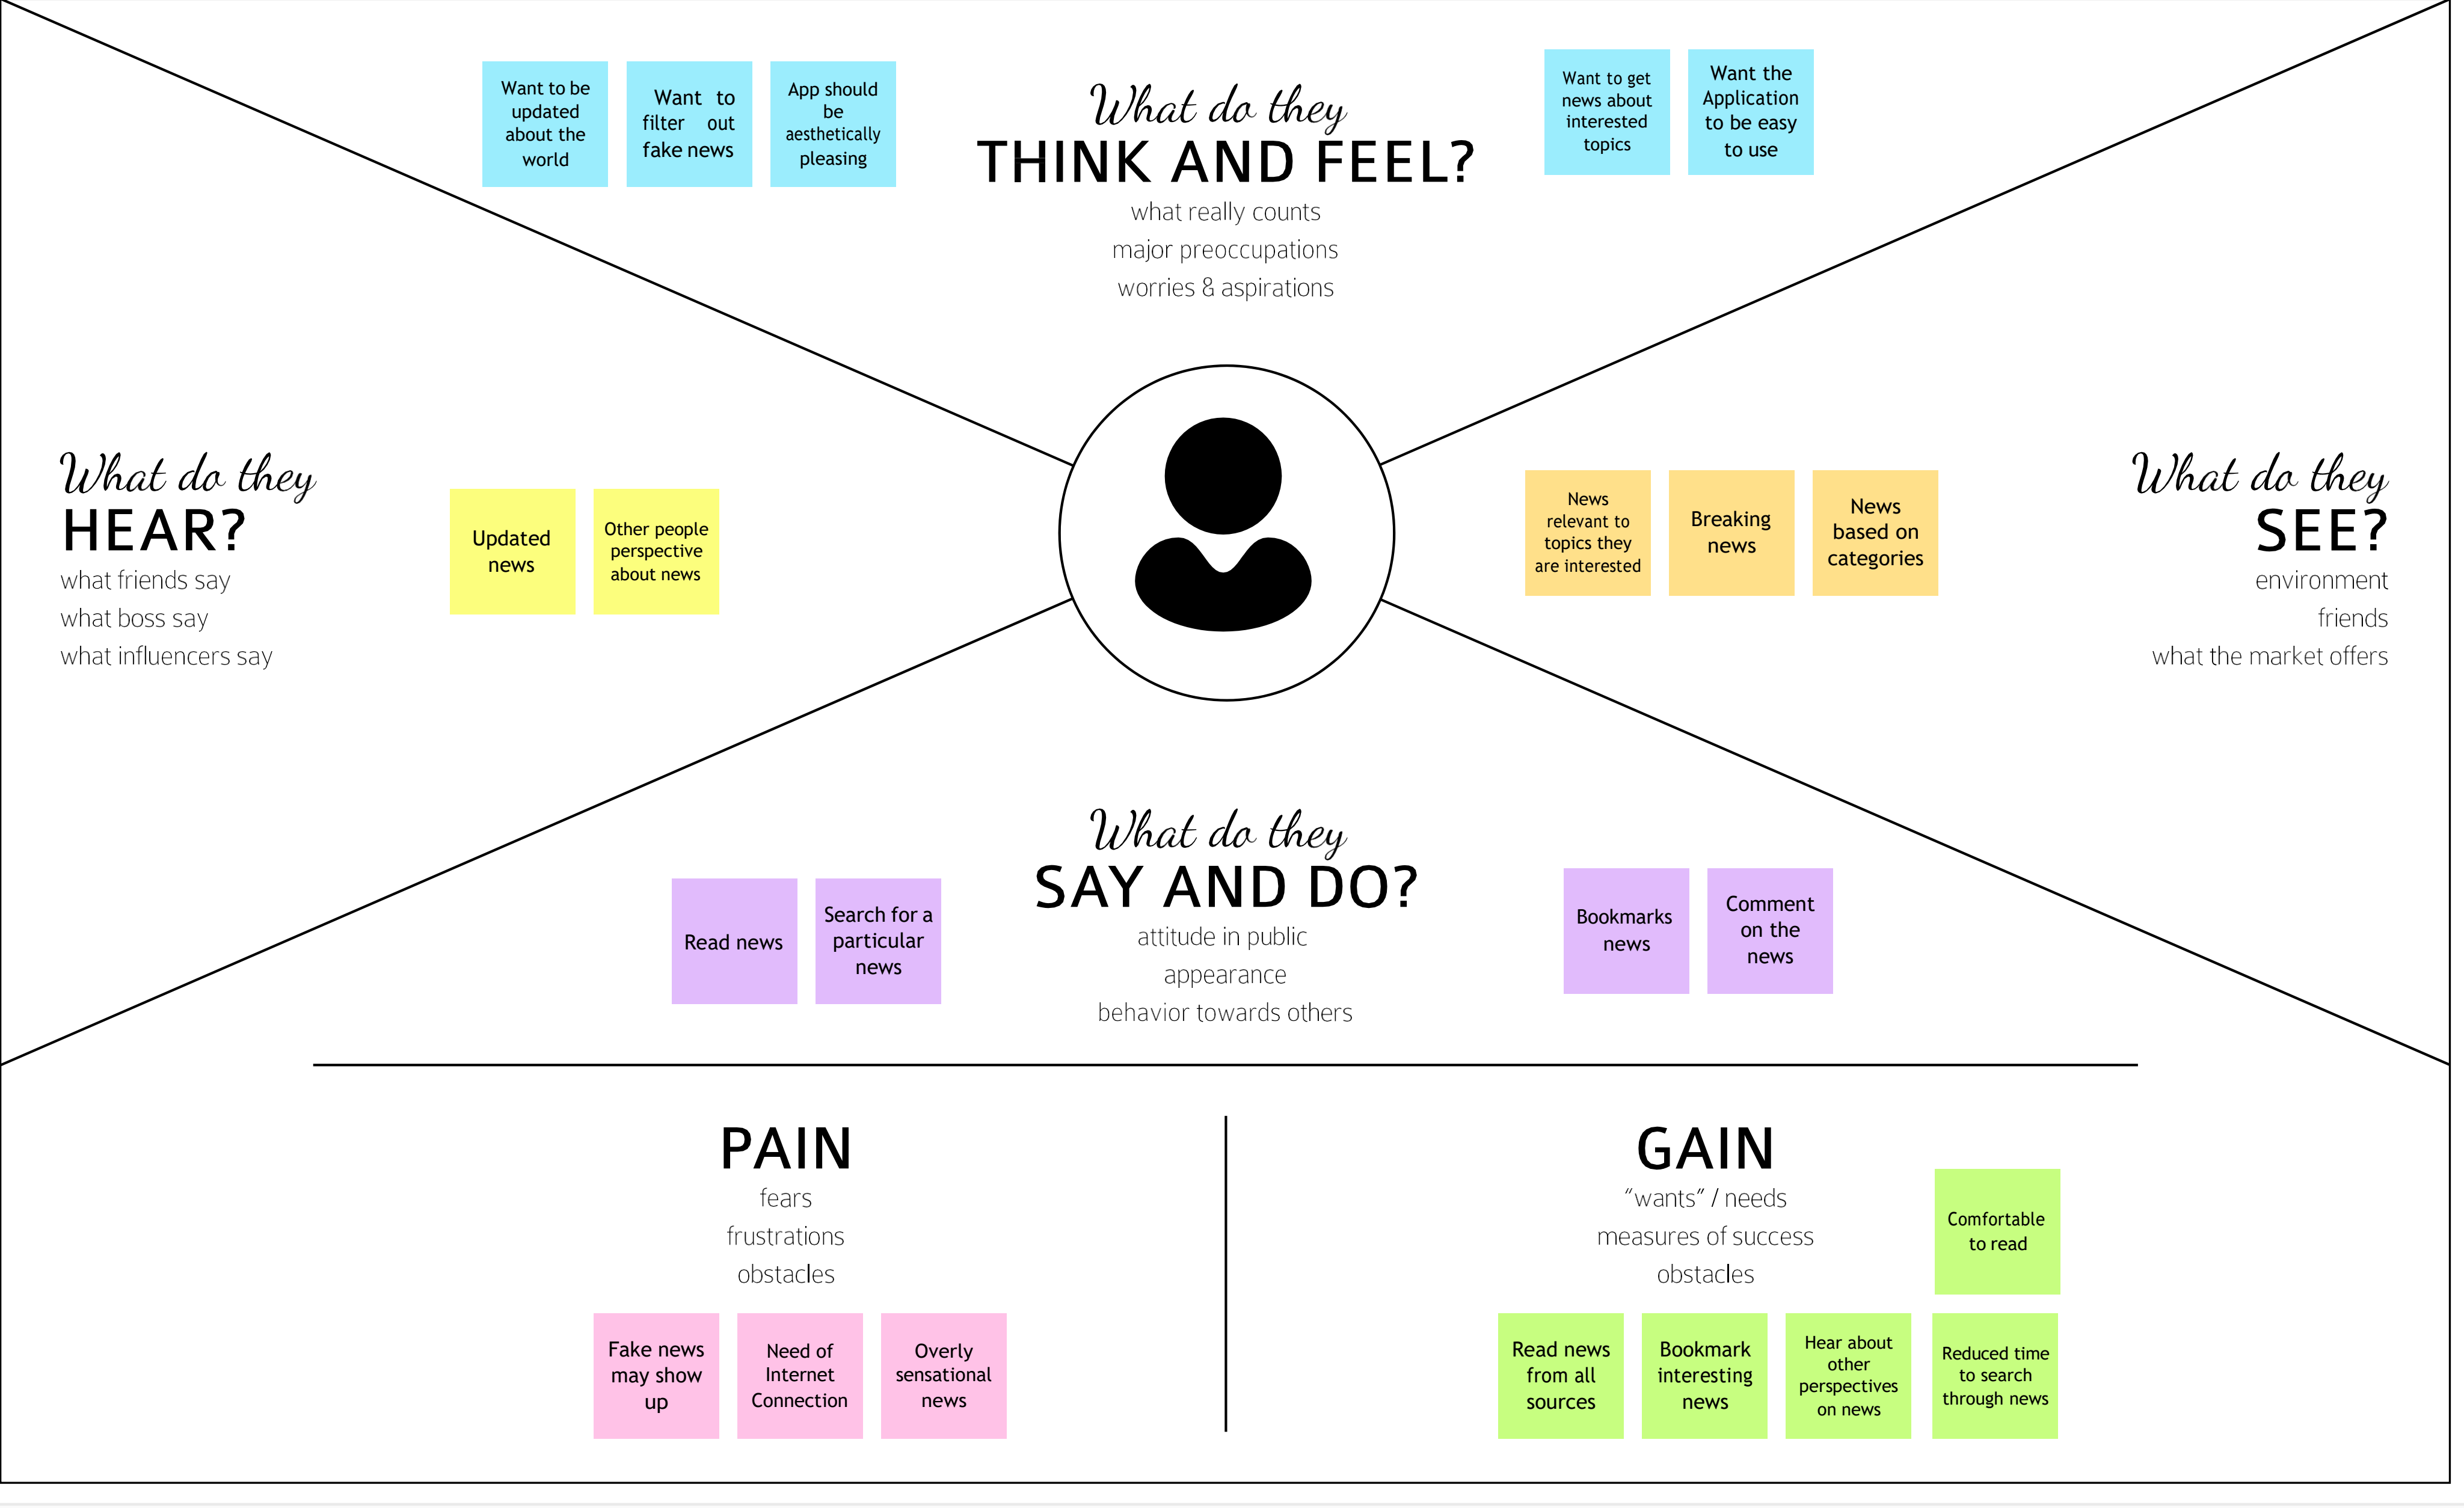 Want to be
updated
about the
world
Want to
filter out
fake news
App should
be
aesthetically
pleasing
What do they
THINK AND FEEL?
what really counts
major preoccupations
worries & aspirations
Want to get
news about
interested
topics
Want the
Application
to be easy
to use
What do they
HEAR?
what friends say
what boss say
what influencers say
Updated
news
Other people
perspective
about news
News
relevant to
topics they
are interested
Breaking
news
News
based on
categories
What do they
SEE?
environment
friends
what the market offers
Read news
Search for a
particular
news
What do they
SAY AND DO?
attitude in public
appearance
behavior towards others
Bookmarks
news
Comment
on the
news
PAIN
fears
frustrations
obstacles
Fake news
may show
up
Need of
Internet
Connection
Overly
sensational
news
GAIN
“wants” / needs
measures of success
obstacles
Comfortable
to read
Read news
from all
sources
Bookmark
interesting
news
Hear about
other
perspectives
on news
Reduced time
to search
through news